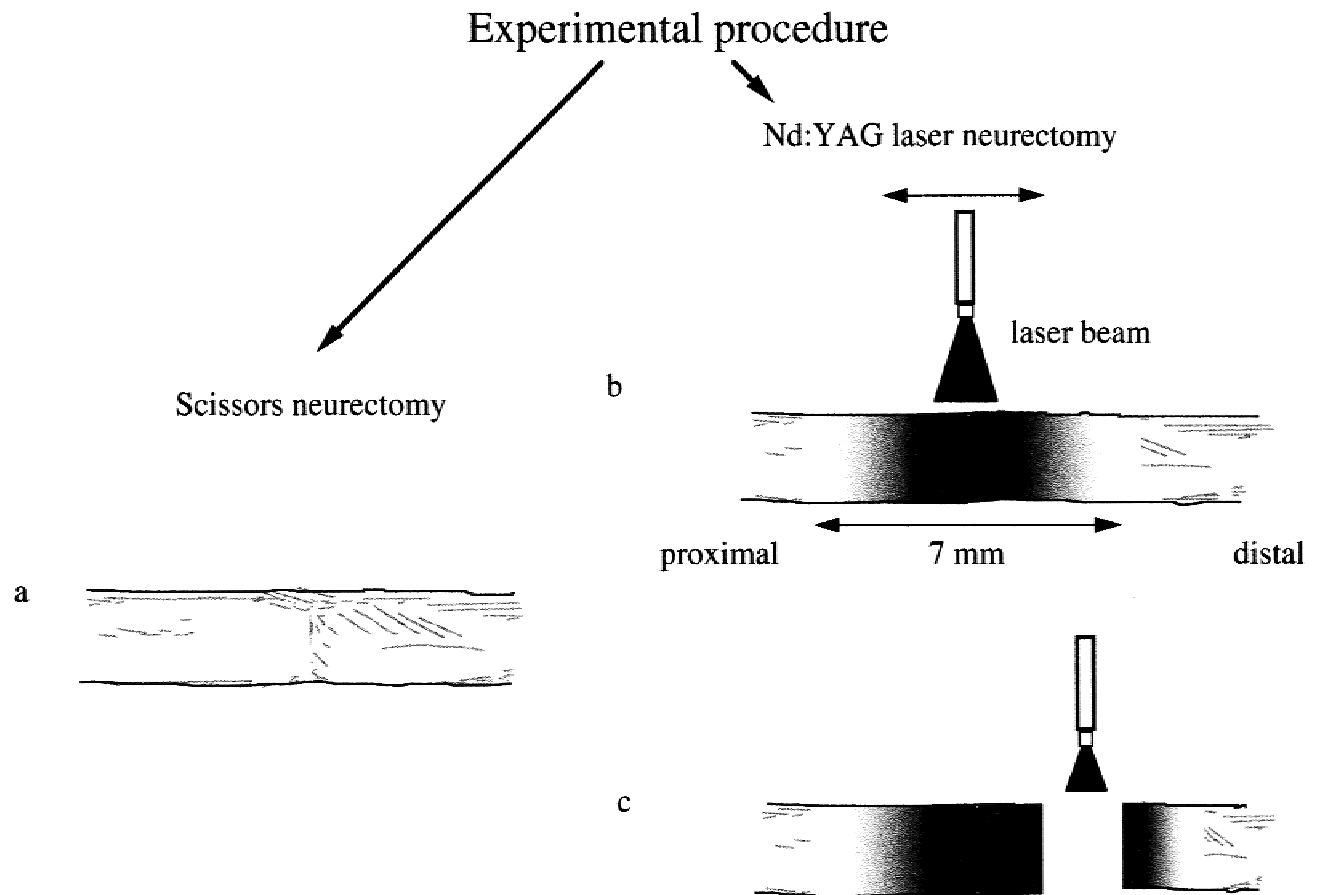 Experimental procedure
Nd:YAG laser neurectomy
laser beam
b
Scissors neurectomy
proximal
7 mm
distal
a
c